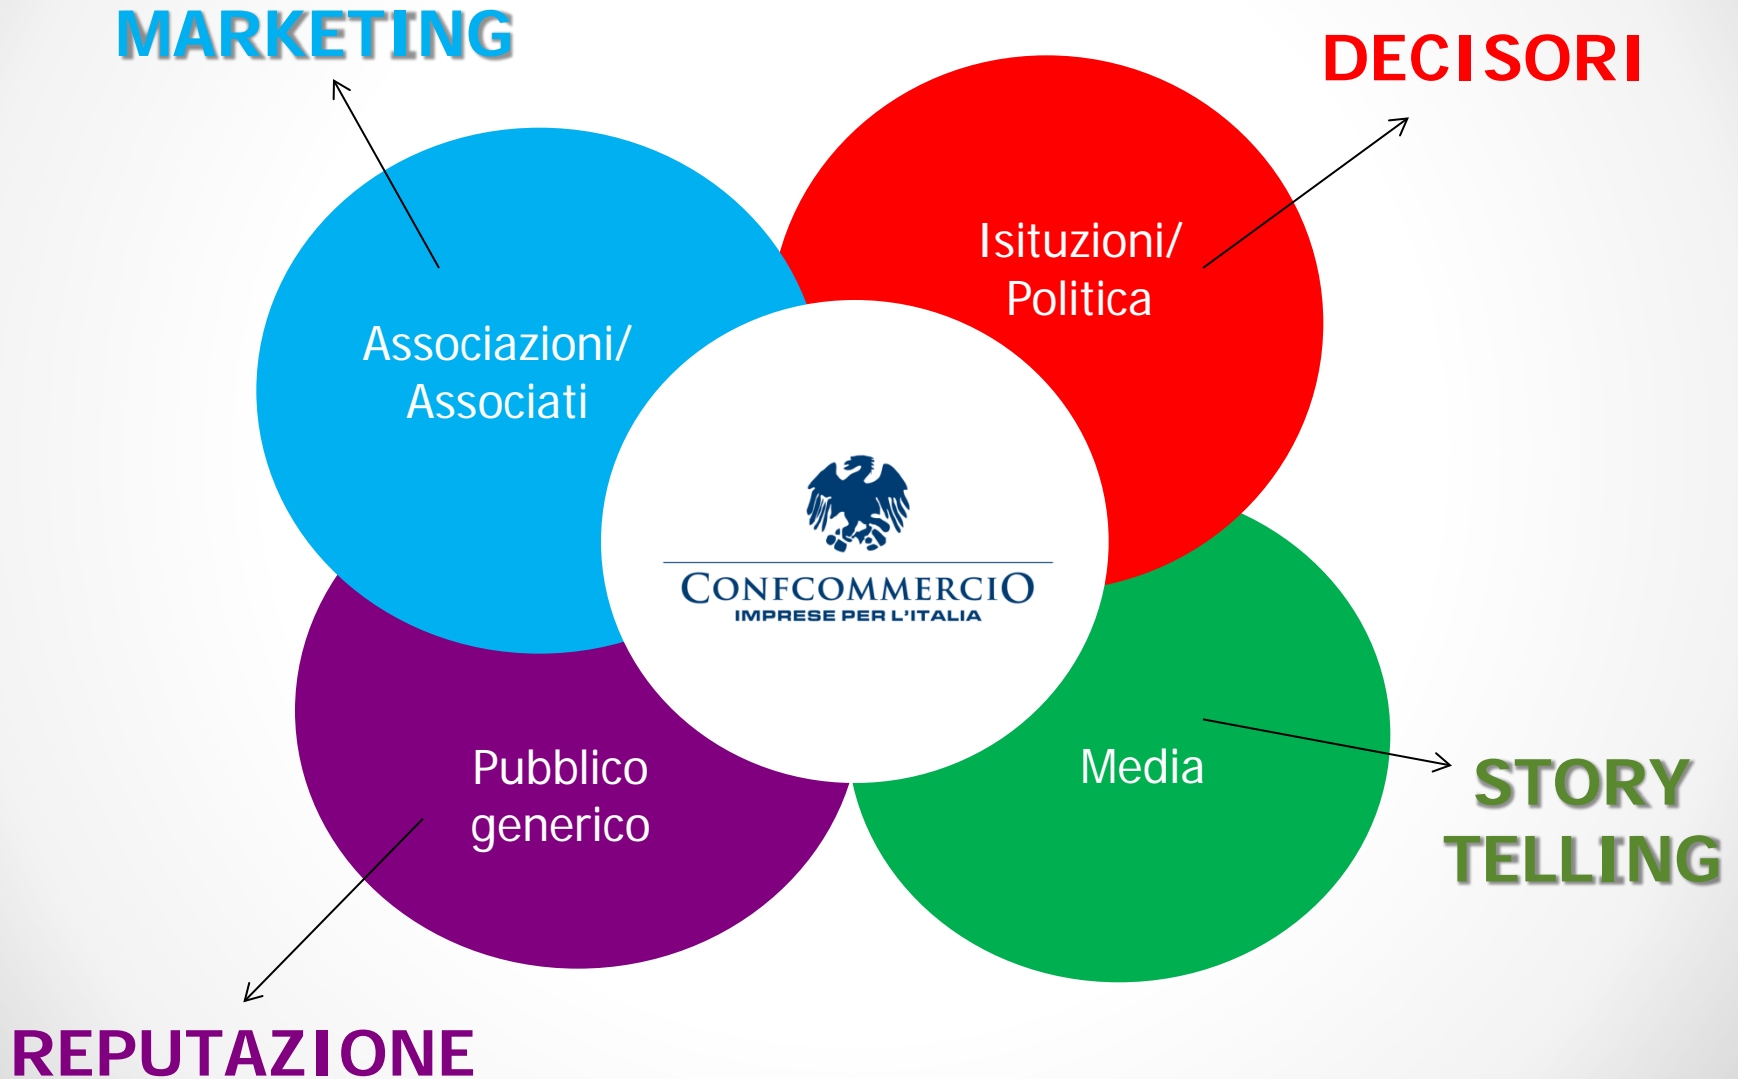 MARKETING
DECISORI
Isituzioni/
Politica
Associazioni/
Associati
CONFCOMMERCIO
IMPRESE PER L'ITALIA
Pubblico
generico
Media
STORY
TELLING
REPUTAZIONE